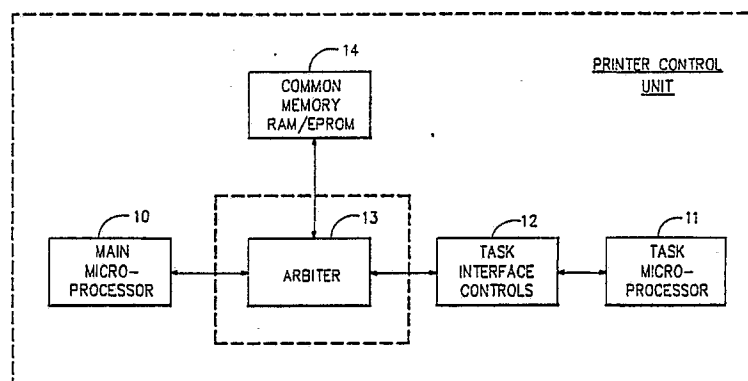 14
COMMON
MEMORY
RAM/EPROM
PRINTER CONTROL
UNIT
10
MAIN
MICRO-
PROCESSOR
13
ARBITER
12
TASK
INTERFACE
CONTROLS
11
TASK
MICRO-
PROCESSOR